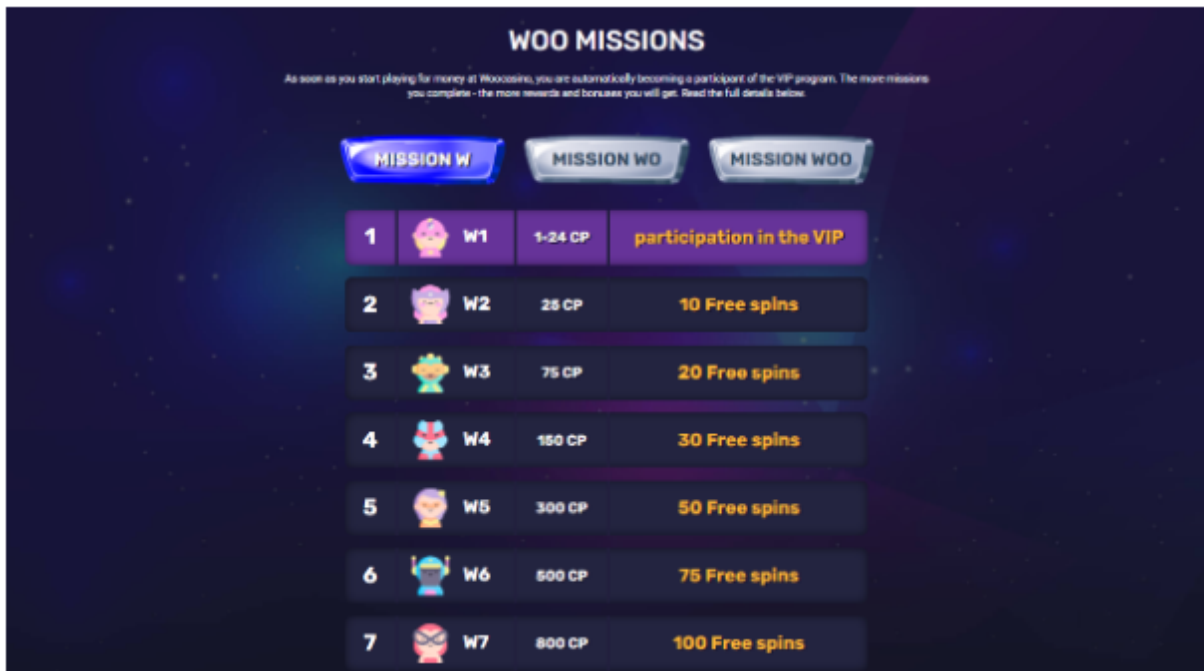 WOO MISSIONS
As soon as you start playing for money at Woocasino, you are automatically becoming a participant of the VIP program. The more missions
you complete - the more rewards and bonuses you will get. Read the full details below.
MISSION W MISSION WO MISSION WOO
1 W1 1-24 CP participation in the VIP
2 W2 25 CP 10 Free spins
3 W3 75 CP 20 Free spins
4 W4 150 CP 30 Free spins
5 W5 300 CP 50 Free spins
6 W6 500 CP 75 Free spins
7 W7 800 CP 100 Free spins